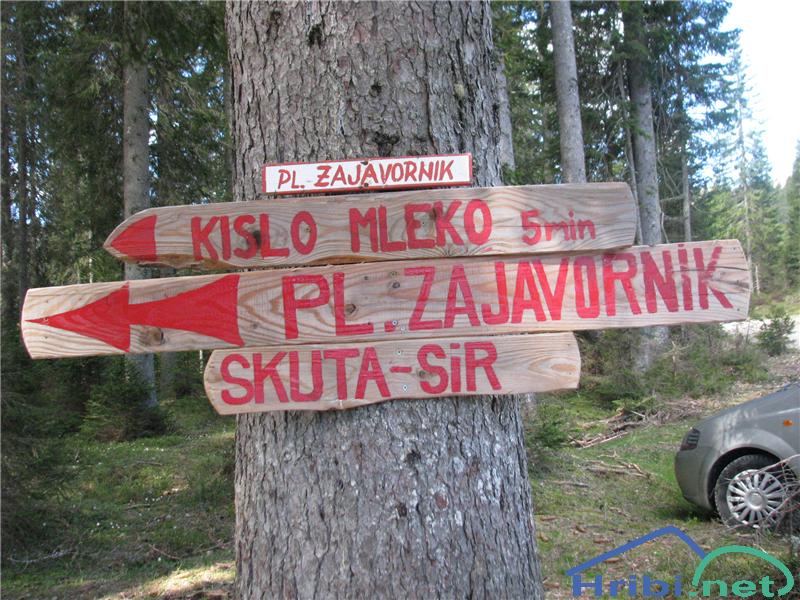 PL. ZAJAVORNIK
KISLO MLEKO 5min
PL. ZAJAVORNiK
SKUTA-SiR
Hribi.net